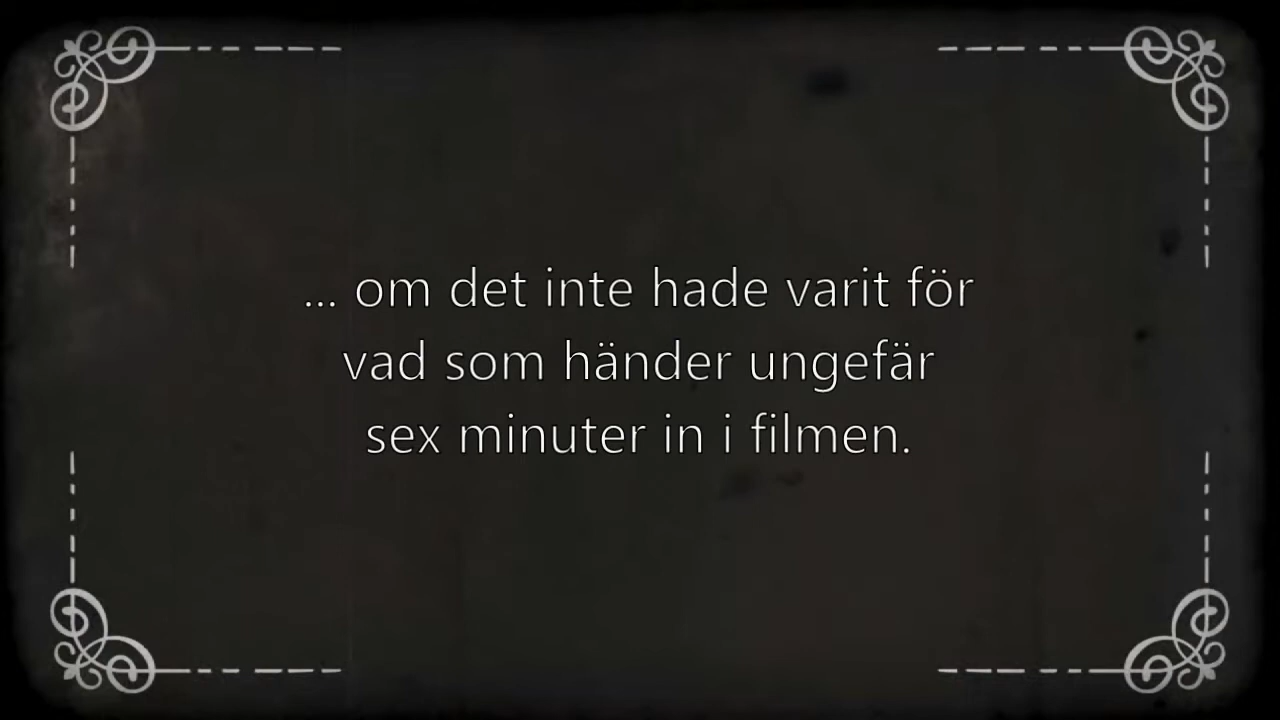 ... om det inte hade varit för
vad som händer ungefär
sex minuter in i filmen.